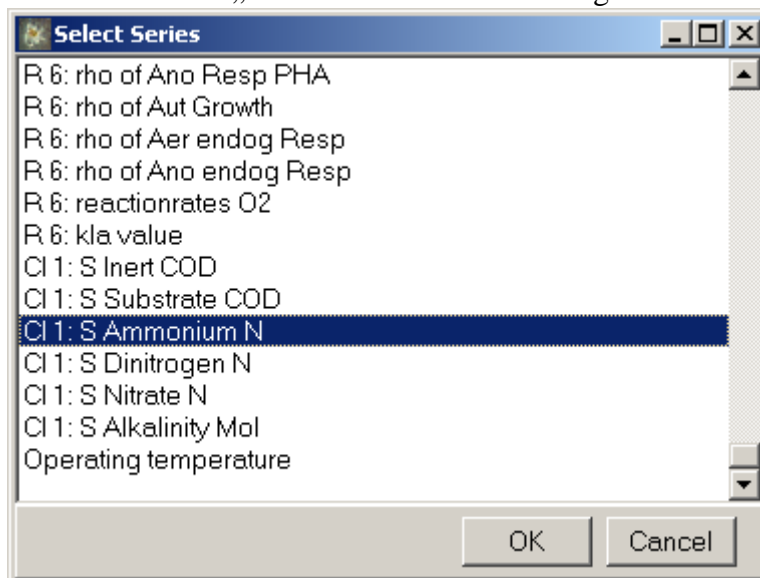 Select Series
R 6: rho of Ano Resp PHA
R 6: rho of Aut Growth
R 6: rho of Aer endog Resp
R 6: rho of Ano endog Resp
R 6: reactionrates O2
R 6: kla value
Cl 1: S Inert COD
Cl 1: S Substrate COD
Cl 1: S Ammonium N
Cl 1: S Dinitrogen N
Cl 1: S Nitrate N
Cl 1: S Alkalinity Mol
Operating temperature
OK Cancel